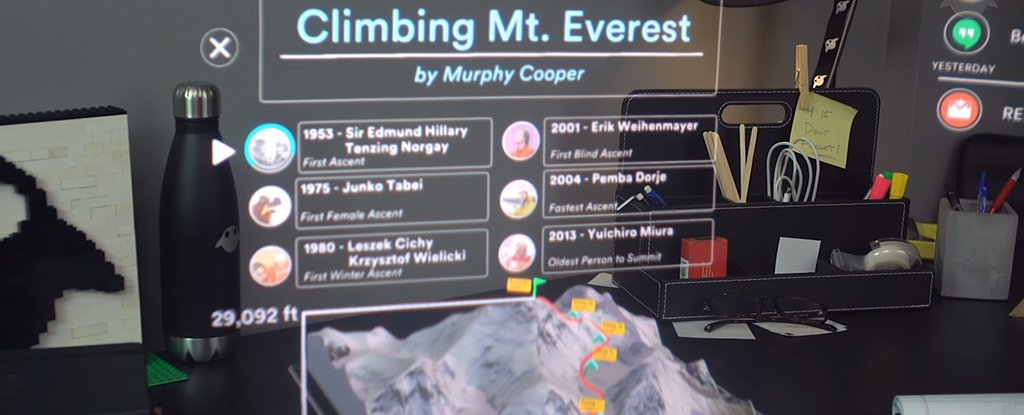 Climbing Mt. Everest
by Murphy Cooper
1953 - Sir Edmund Hillary
Tenzing Norgay
First Ascent
1975 - Junko Tabei
First Female Ascent
1980 - Leszek Cichy
Krzysztof Wielicki
First Winter Ascent
2001 - Erik Weihenmayer
First Blind Ascent
2004 - Pemba Dorje
Fastest Ascent
2013 - Yuichiro Miura
Oldest Person to Summit
29,092 ft
YESTERDAY
RE
Don't